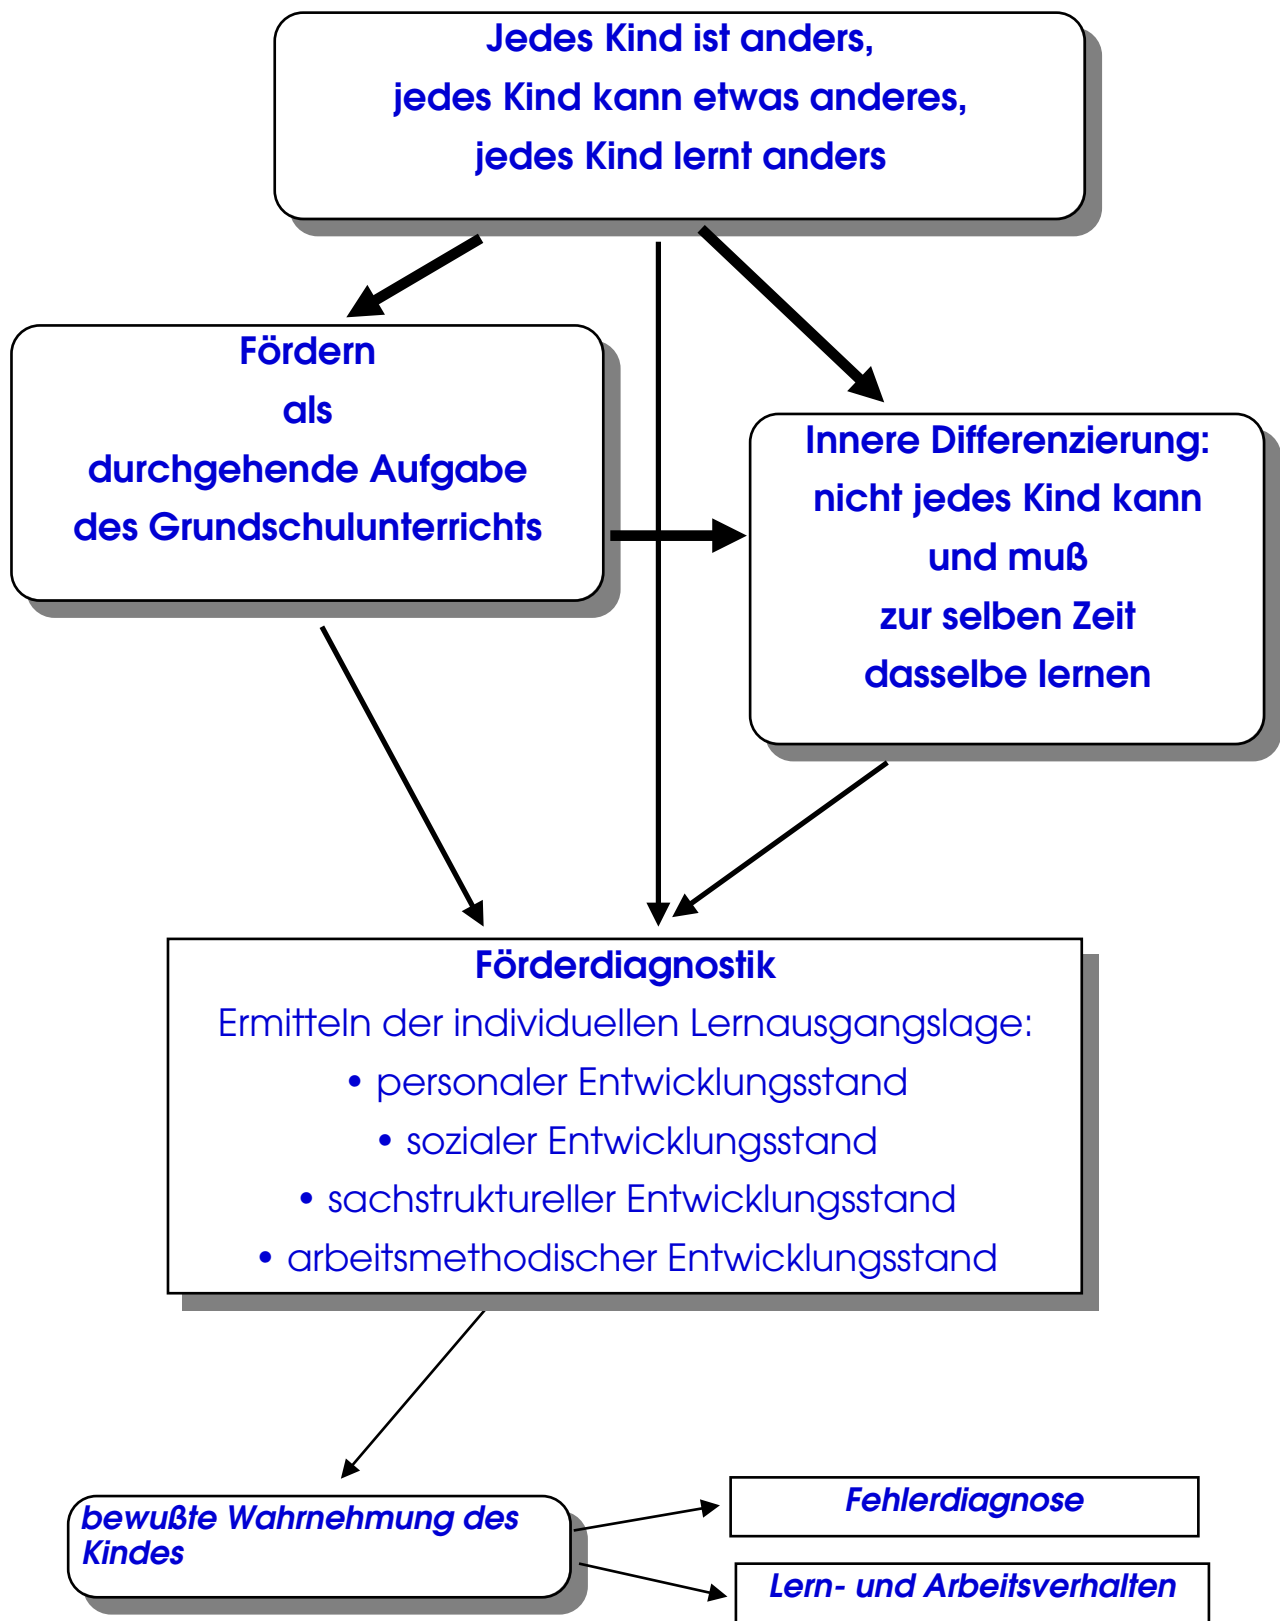 Jedes Kind ist anders,
jedes Kind kann etwas anderes,
jedes Kind lernt anders
Fördern
als
durchgehende Aufgabe
des Grundschulunterrichts
Innere Differenzierung:
nicht jedes Kind kann
und muß
zur selben Zeit
dasselbe lernen
Förderdiagnostik
Ermitteln der individuellen Lernausgangslage:
• personaler Entwicklungsstand
• sozialer Entwicklungsstand
• sachstruktureller Entwicklungsstand
• arbeitsmethodischer Entwicklungsstand
bewußte Wahrnehmung des
Kindes
Fehlerdiagnose
Lern- und Arbeitsverhalten